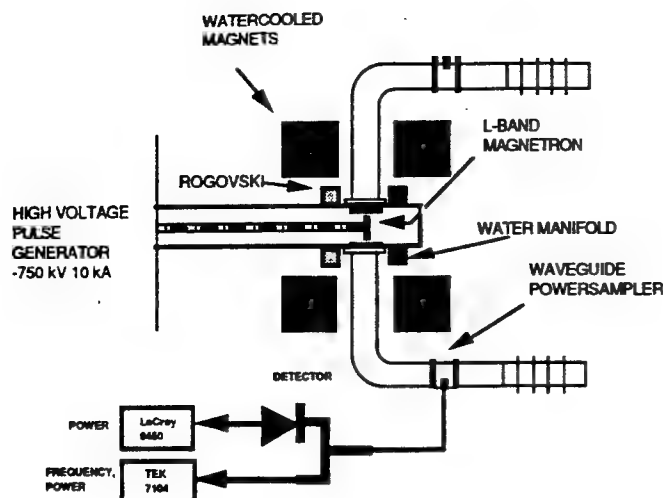 WATERCOOLED
MAGNETS
L-BAND
MAGNETRON
ROGOVSKI
HIGH VOLTAGE
PULSE
GENERATOR
-750 kV 10 kA
WATER MANIFOLD
WAVEGUIDE
POWERSAMPLER
DETECTOR
POWER
LeCroy
9450
FREQUENCY,
POWER
TEK
7104